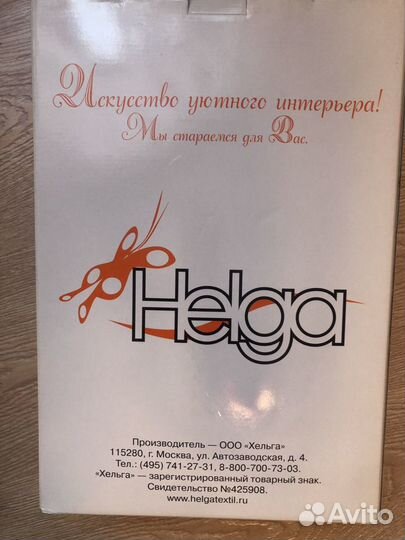 Искусство уютного интерьера!
Мы стараемся для Вас.
Helga
Производитель — ООО «Хельга»
115280, г. Москва, ул. Автозаводская, д. 4.
Тел.: (495) 741-27-31, 8-800-700-73-03.
«Хельга» — зарегистрированный товарный знак.
Свидетельство №425908.
www.helgatextil.ru
Avito